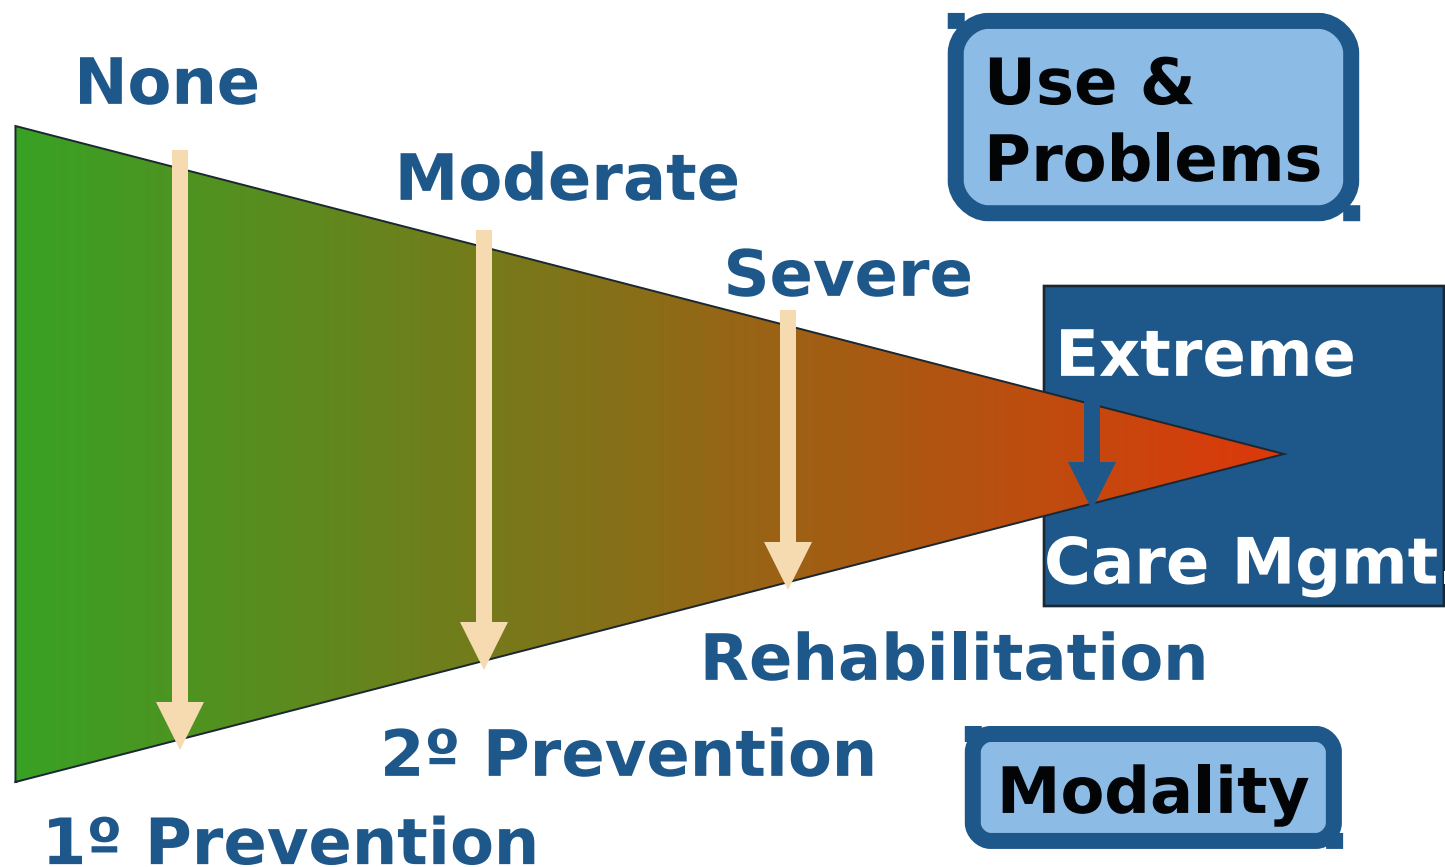 None
Use &
Problems
Moderate
Severe
Extreme
Care Mgmt.
Rehabilitation
2º Prevention
Modality
1º Prevention